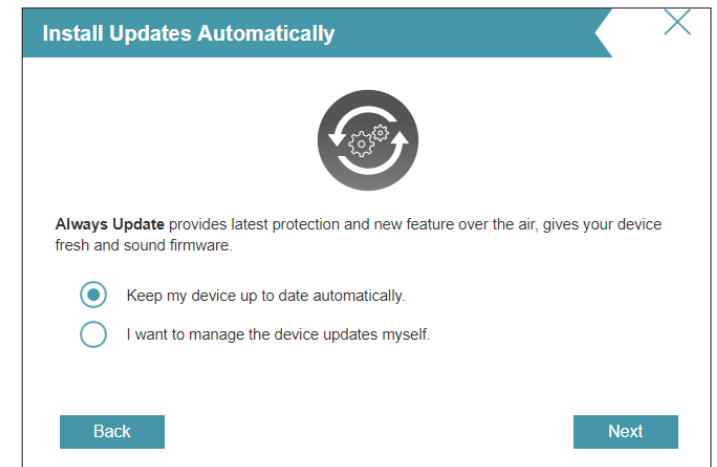 Install Updates Automatically
Always Update provides latest protection and new feature over the air, gives your device
fresh and sound firmware.
Keep my device up to date automatically.
I want to manage the device updates myself.
Back
Next